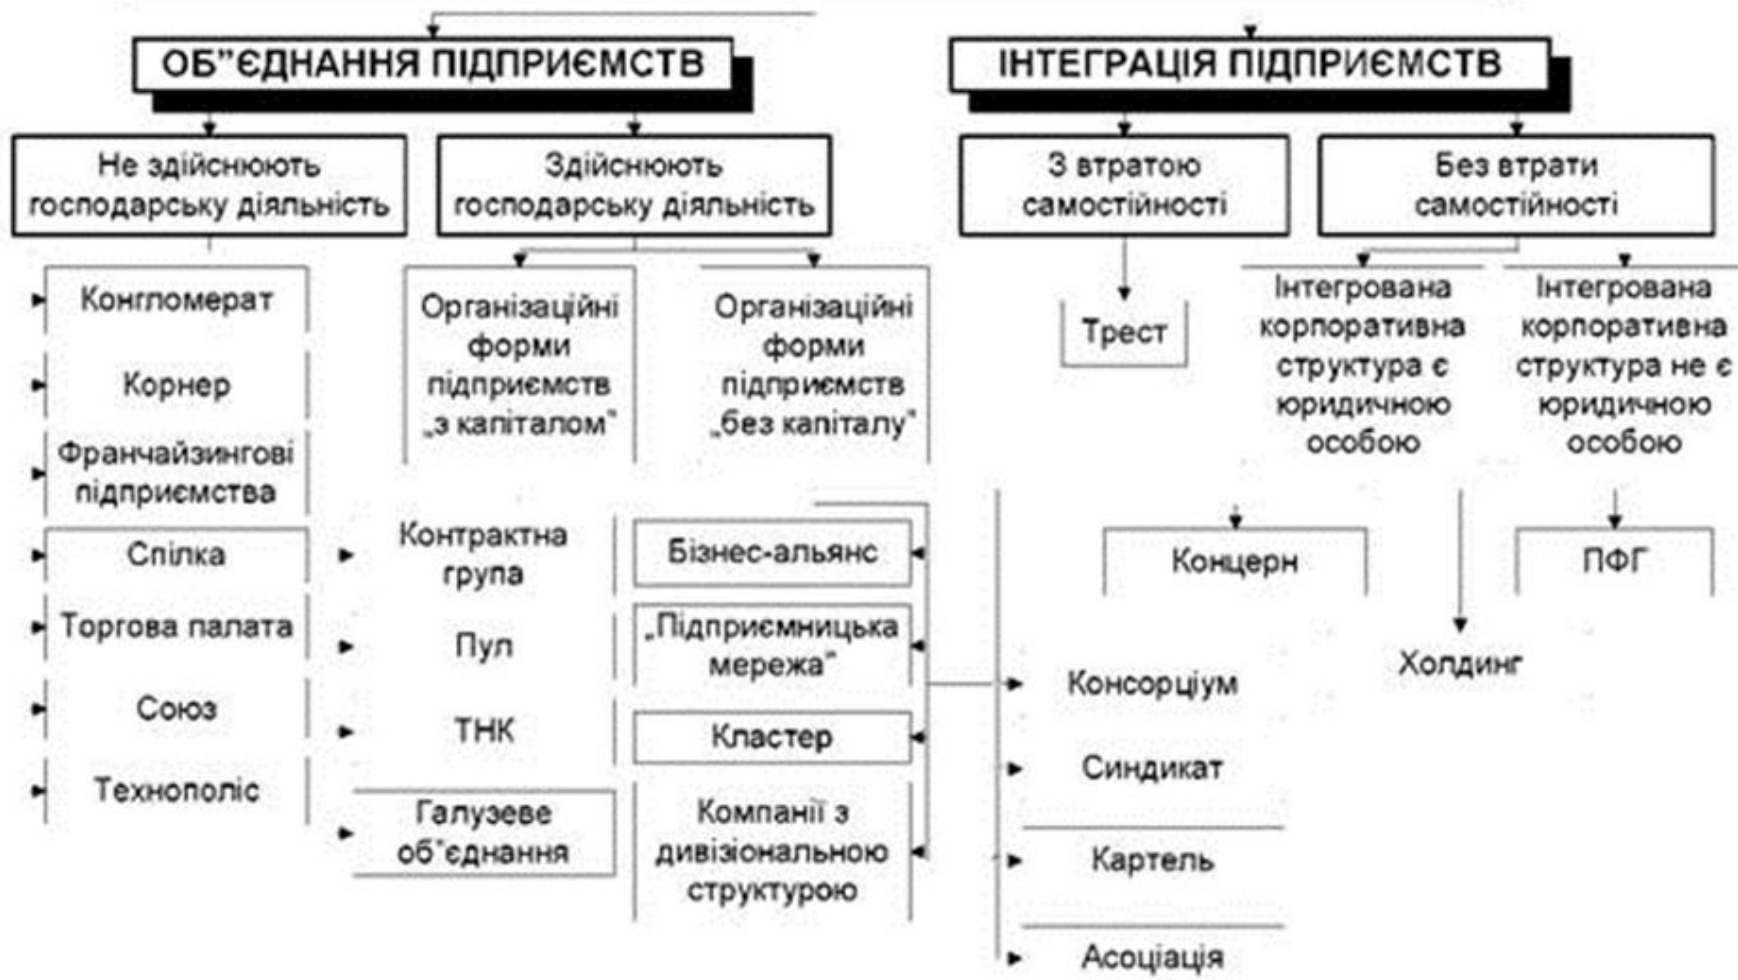 ОБ”ЄДНАННЯ ПІДПРИЄМСТВ
ІНТЕГРАЦІЯ ПІДПРИЄМСТВ
Не здійснюють
господарську діяльність
Здійснюють
господарську діяльність
З втратою
самостійності
Без втрати
самостійності
Конгломерат
Корнер
Франчайзингові
підприємства
Спілка
Торгова палата
Союз
Технополіс
Організаційні
форми
підприємств
„з капіталом”
Організаційні
форми
підприємств
„без капіталу”
Контрактна
група
Пул
ТНК
Галузеве
об”єднання
Бізнес-альянс
„Підприємницька
мережа”
Кластер
Компанії з
дивізіональною
структурою
Трест
Інтегрована
корпоративна
структура є
юридичною
особою
Інтегрована
корпоративна
структура не є
юридичною
особою
Концерн
ПФГ
Холдинг
Консорціум
Синдикат
Картель
Асоціація